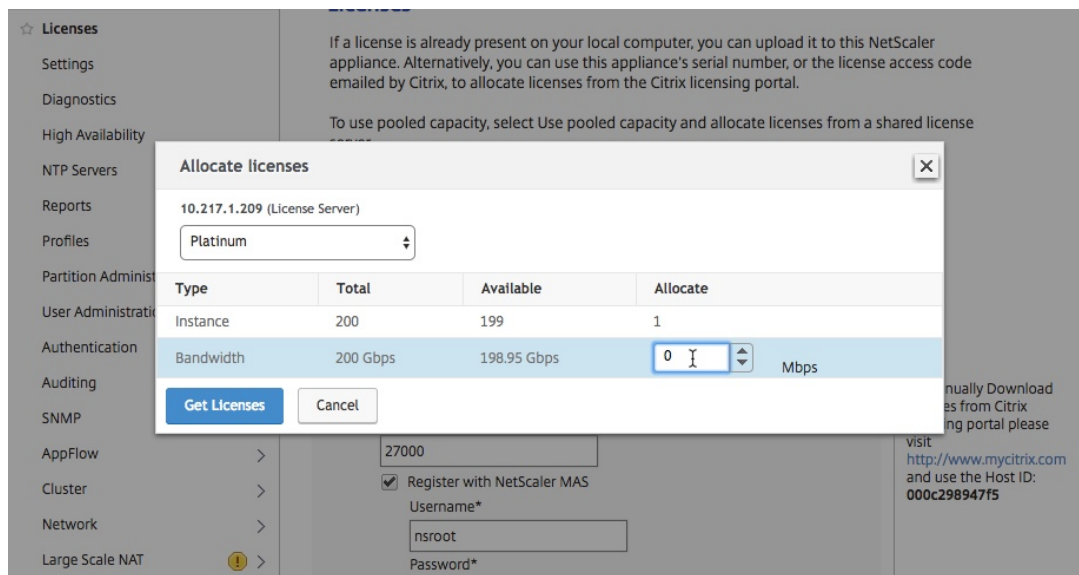 Licenses
Settings
Diagnostics
High Availability
NTP Servers
Reports
Profiles
Partition Administ
User Administratio
Authentication
Auditing
SNMP
AppFlow
Cluster
Network
Large Scale NAT
If a license is already present on your local computer, you can upload it to this NetScaler
appliance. Alternatively, you can use this appliance's serial number, or the license access code
emailed by Citrix, to allocate licenses from the Citrix licensing portal.
To use pooled capacity, select Use pooled capacity and allocate licenses from a shared license
Allocate licenses
10.217.1.209 (License Server)
Platinum
Type Total Available Allocate
Instance 200 199 1
Bandwidth 200 Gbps 198.95 Gbps 0 Mbps
Get Licenses Cancel
27000
Register with NetScaler MAS
Username*
nsroot
Password*
nually Download
es from Citrix
ng portal please
visit
http://www.mycitrix.com
and use the Host ID:
000c298947f5